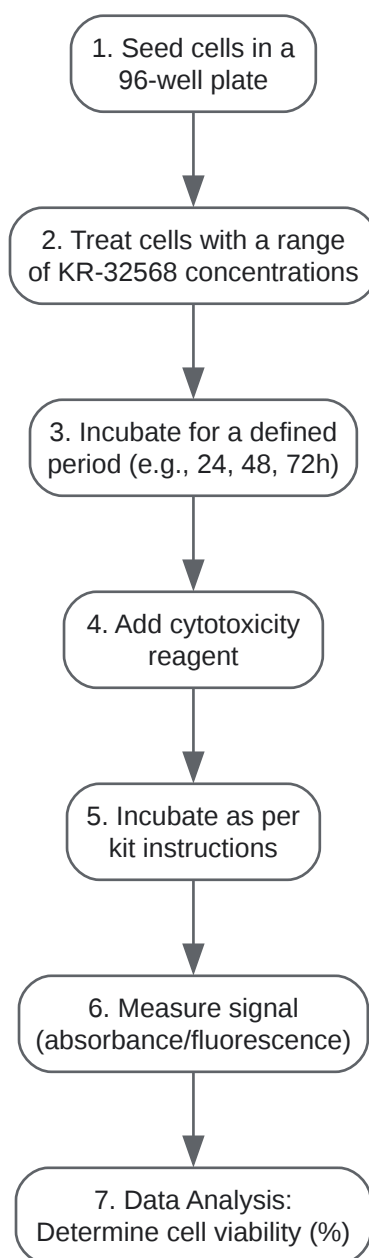 1. Seed cells in a
96-well plate
2. Treat cells with a range
of KR-32568 concentrations
3. Incubate for a defined
period (e.g., 24, 48, 72h)
4. Add cytotoxicity
reagent
5. Incubate as per
kit instructions
6. Measure signal
(absorbance/fluorescence)
7. Data Analysis:
Determine cell viability (%)